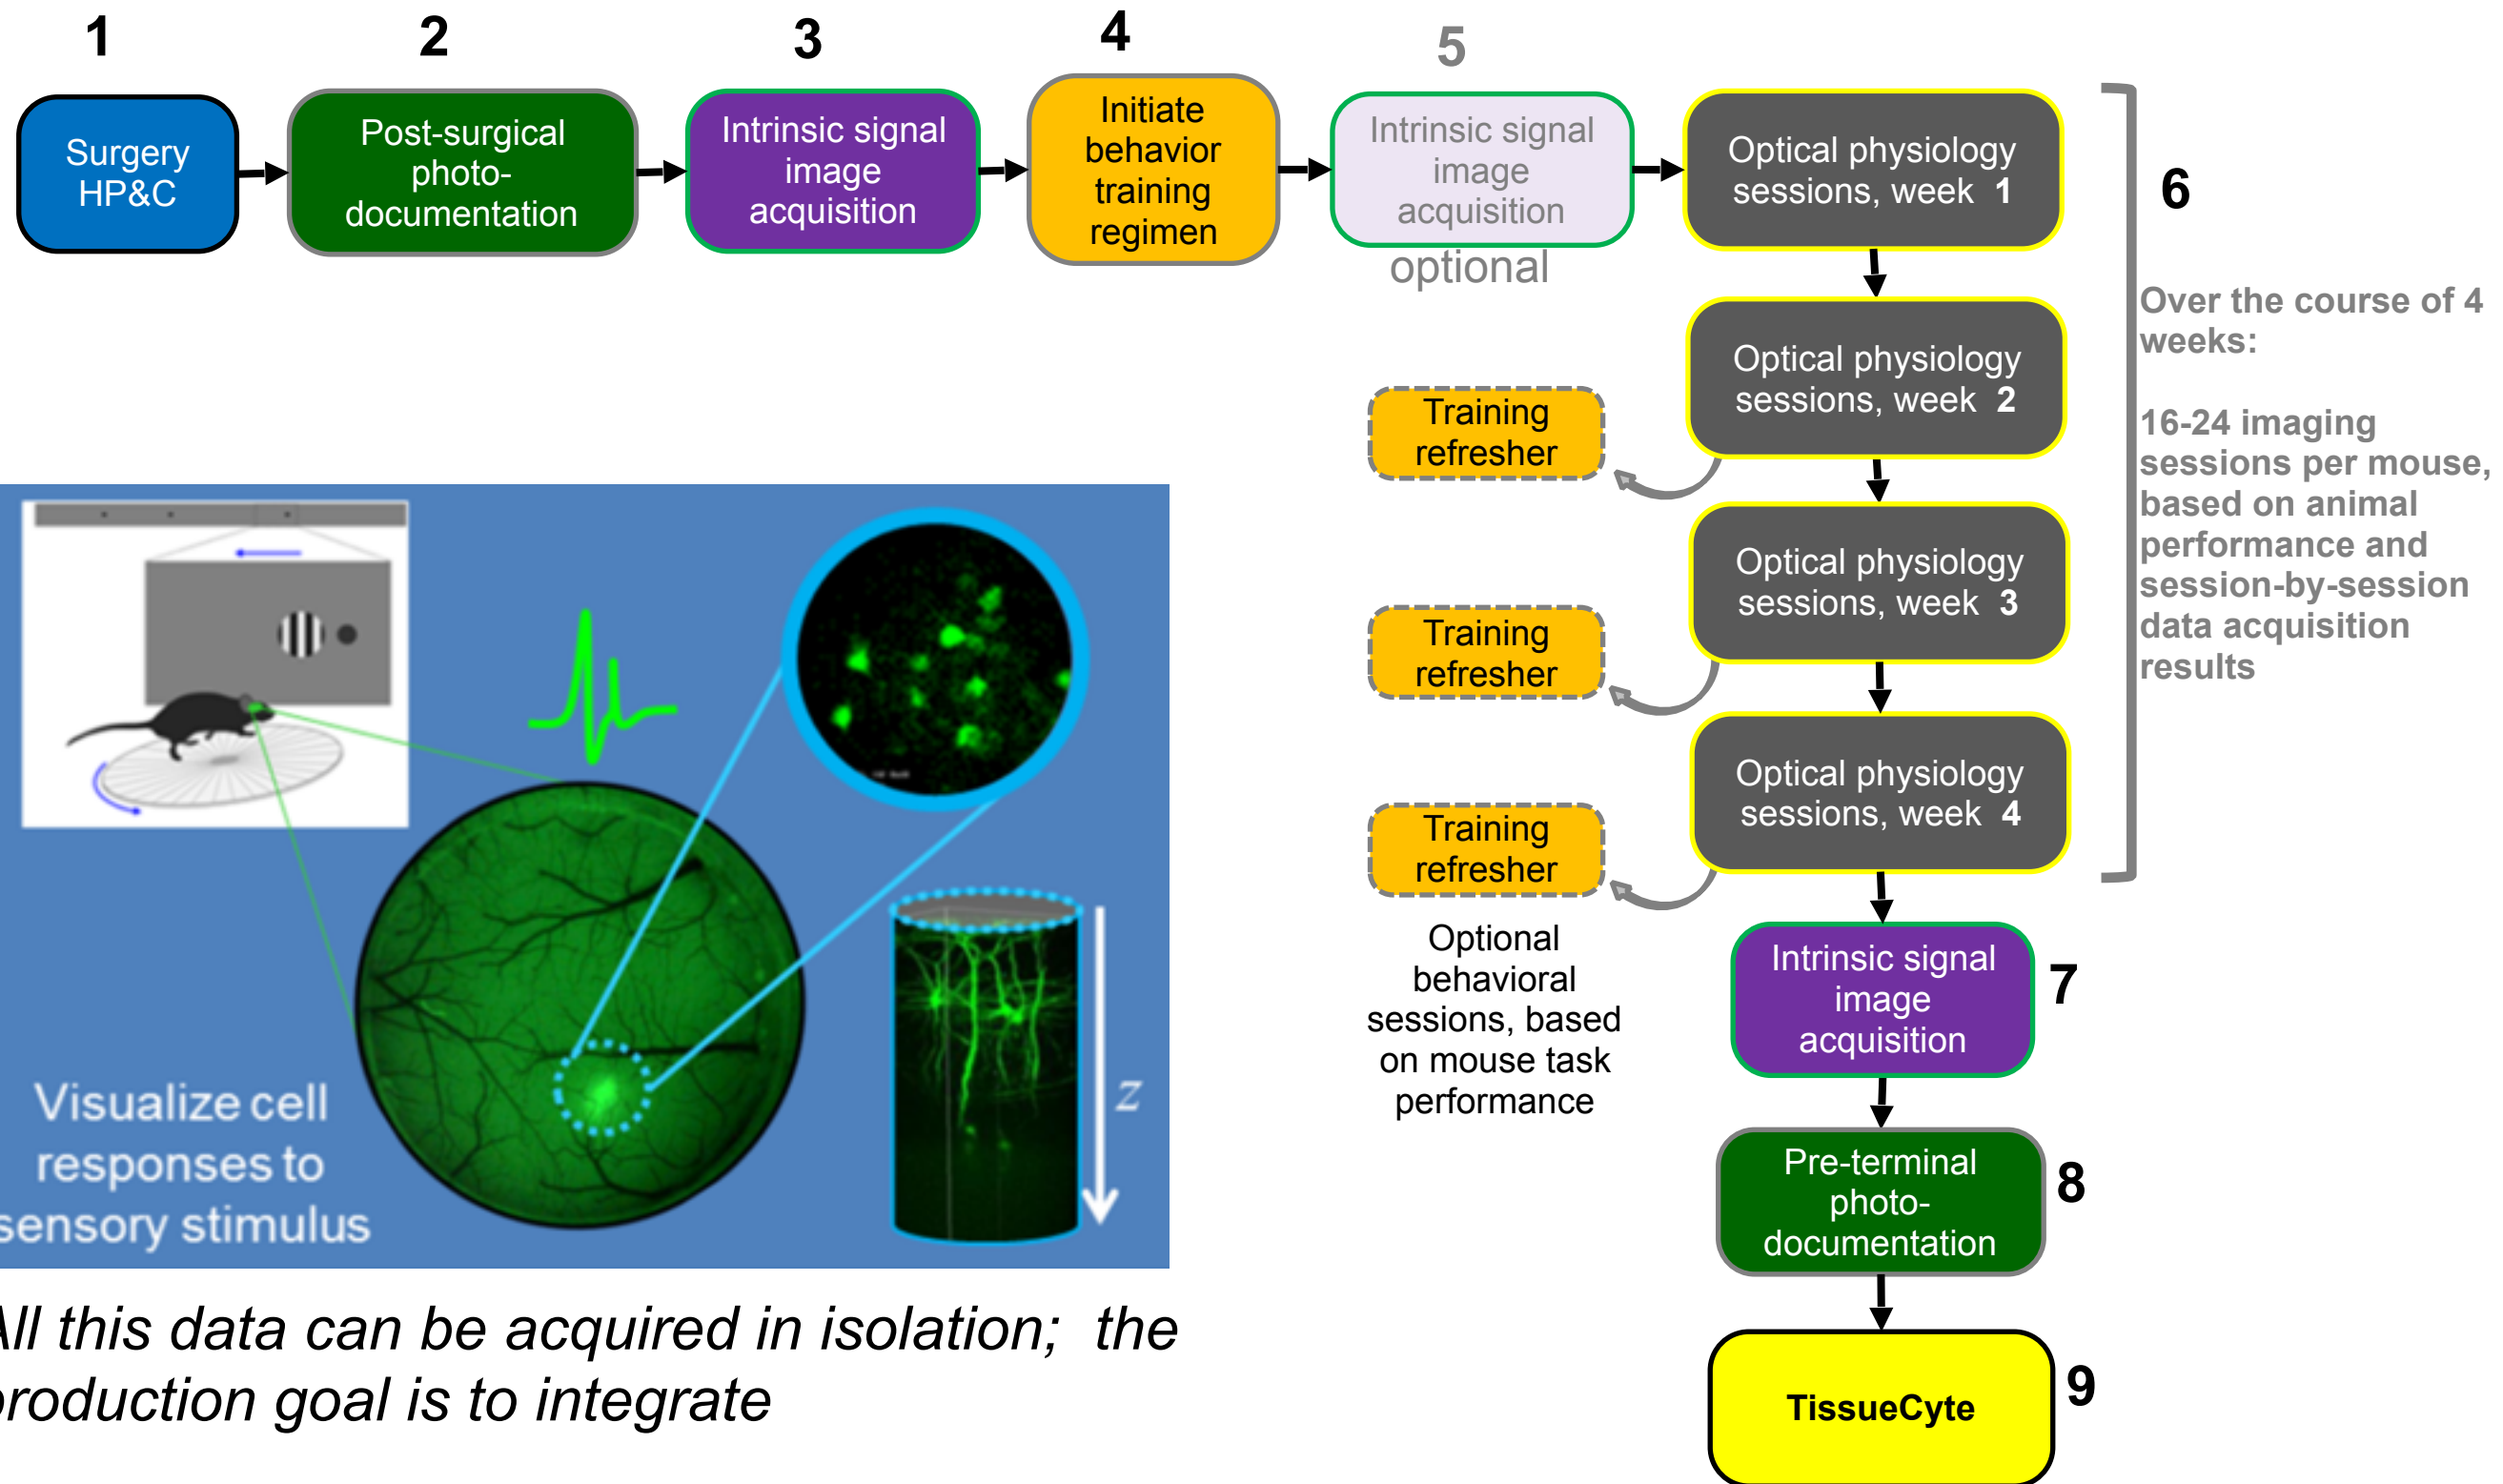 1
2
3
4
5
Surgery
HP&C
Post-surgical
photo-
documentation
Intrinsic signal
image
acquisition
Initiate
behavior
training
regimen
Intrinsic signal
image
acquisition
optional
Optical physiology
sessions, week 1
6
Optical physiology
sessions, week 2
Optical physiology
sessions, week 3
Optical physiology
sessions, week 4
Over the course of 4
weeks:
16-24 imaging
sessions per mouse,
based on animal
performance and
session-by-session
data acquisition
results
Training
refresher
Training
refresher
Training
refresher
Optional
behavioral
sessions, based
on mouse task
performance
Intrinsic signal
image
acquisition
7
Pre-terminal
photo-
documentation
8
TissueCyte
9
Visualize cell
responses to
sensory stimulus
z
All this data can be acquired in isolation; the
production goal is to integrate